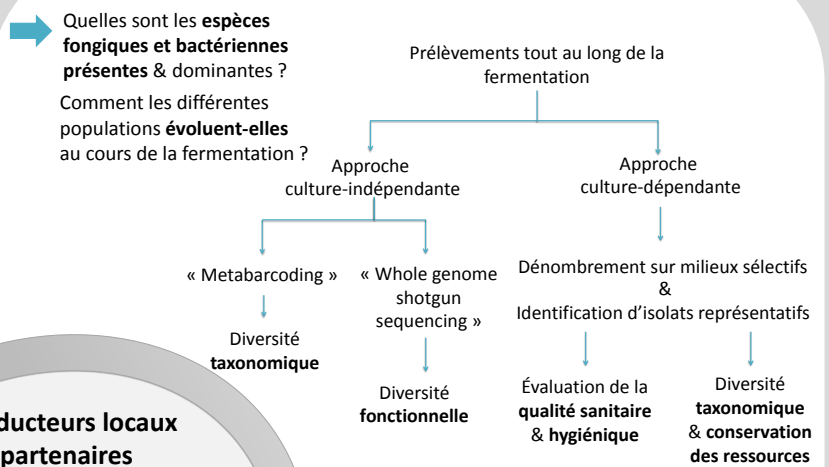 Quelles sont les espèces
fongiques et bactériennes
présentes & dominantes ?
Comment les différentes
populations évoluent-elles
au cours de la fermentation ?
Prélèvements tout au long de la
fermentation
Approche
culture-indépendante
Approche
culture-dépendante
« Metabarcoding »
« Whole genome
shotgun
sequencing »
Dénombrement sur milieux sélectifs
&
Identification d’isolats représentatifs
Diversité
taxonomique
Diversité
fonctionnelle
Évaluation de la
qualité sanitaire
& hygiénique
Diversité
taxonomique
& conservation
des ressources
ducteurs locaux
partenaires